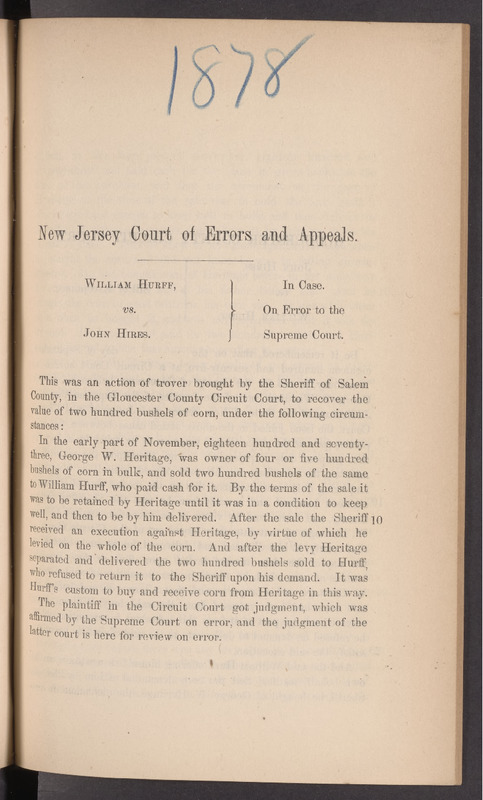 1878
New Jersey Court of Errors and Appeals.
William Hurff,
vs.
John Hires.
In Case.
On Error to the
Supreme Court.
This was an action of trover brought by the Sheriff of Salem
County, in the Gloucester County Circuit Court, to recover the
value of two hundred bushels of corn, under the following circum-
stances:
In the early part of November, eighteen hundred and seventy-
three, George W. Heritage, was owner of four or five hundred
bushels of corn in bulk, and sold two hundred bushels of the same
to William Hurff, who paid cash for it. By the terms of the sale it
was to be retained by Heritage until it was in a condition to keep
well, and then to be by him delivered. After the sale the Sheriff 10
received an execution against Heritage, by virtue of which he
levied on the whole of the corn. And after the levy Heritage
separated and delivered the two hundred bushels sold to Hurff,
who refused to return it to the Sheriff upon his demand. It was
Hurff's custom to buy and receive corn from Heritage in this way.
The plaintiff in the Circuit Court got judgment, which was
affirmed by the Supreme Court on error, and the judgment of the
latter court is here for review on error.